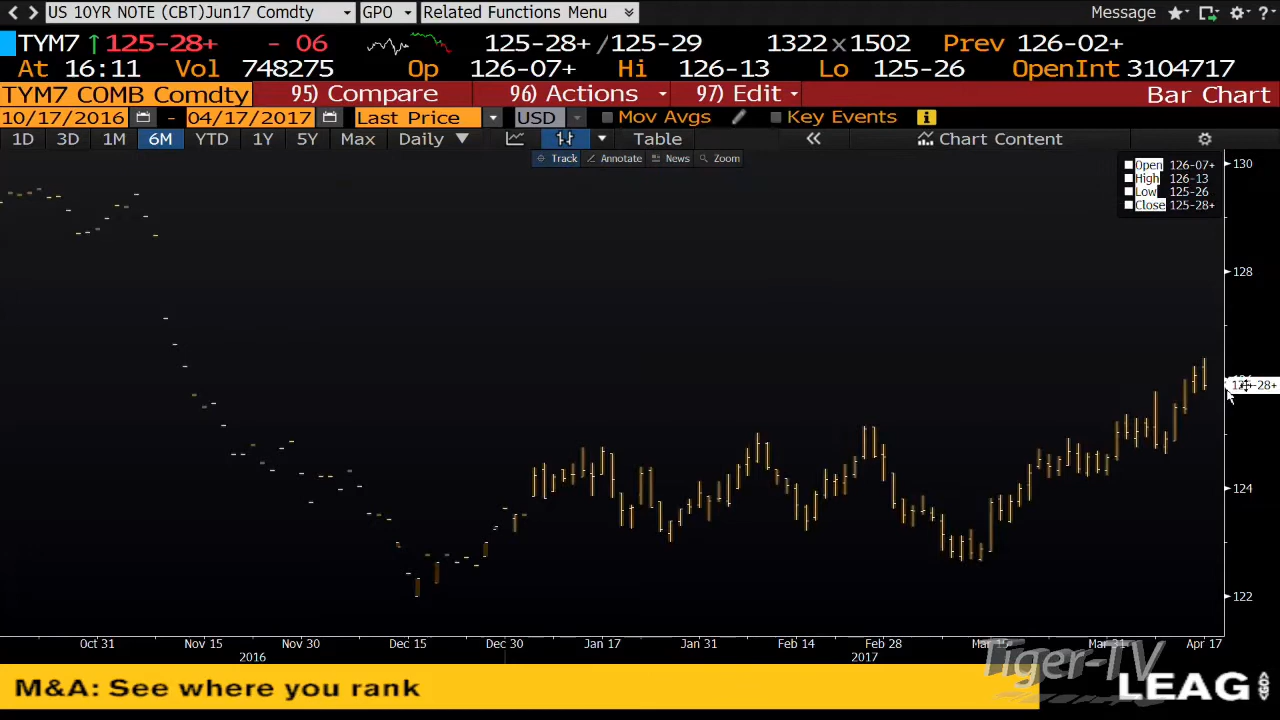 US 10YR NOTE (CBT)Jun17 Comdty GPO Related Functions Menu Message ?
TYM7 ↑125-28+ - 06 125-28+/125-29 1322x1502 Prev 126-02+
At 16:11 Vol 748275 Op 126-07+ Hi 126-13 Lo 125-26 OpenInt 3104717
TYM7 COMB Comdty 95) Compare 96) Actions 97) Edit Bar Chart
10/17/2016 - 04/17/2017 Last Price USD Mov Avgs Key Events i
1D 3D 1M 6M YTD 1Y 5Y Max Daily Table « Chart Content
Track Annotate News Zoom
Open 126-07+
High 126-13
Low 125-26
Close 125-28+
130
128
124
122
Oct 31 Nov 15 Nov 30 Dec 15 Dec 30 Jan 17 Jan 31 Feb 14 Feb 28 Mar 15 Mar 31 Apr 17
2016 2017
Tiger-TV
M&A: See where you rank
LEAG